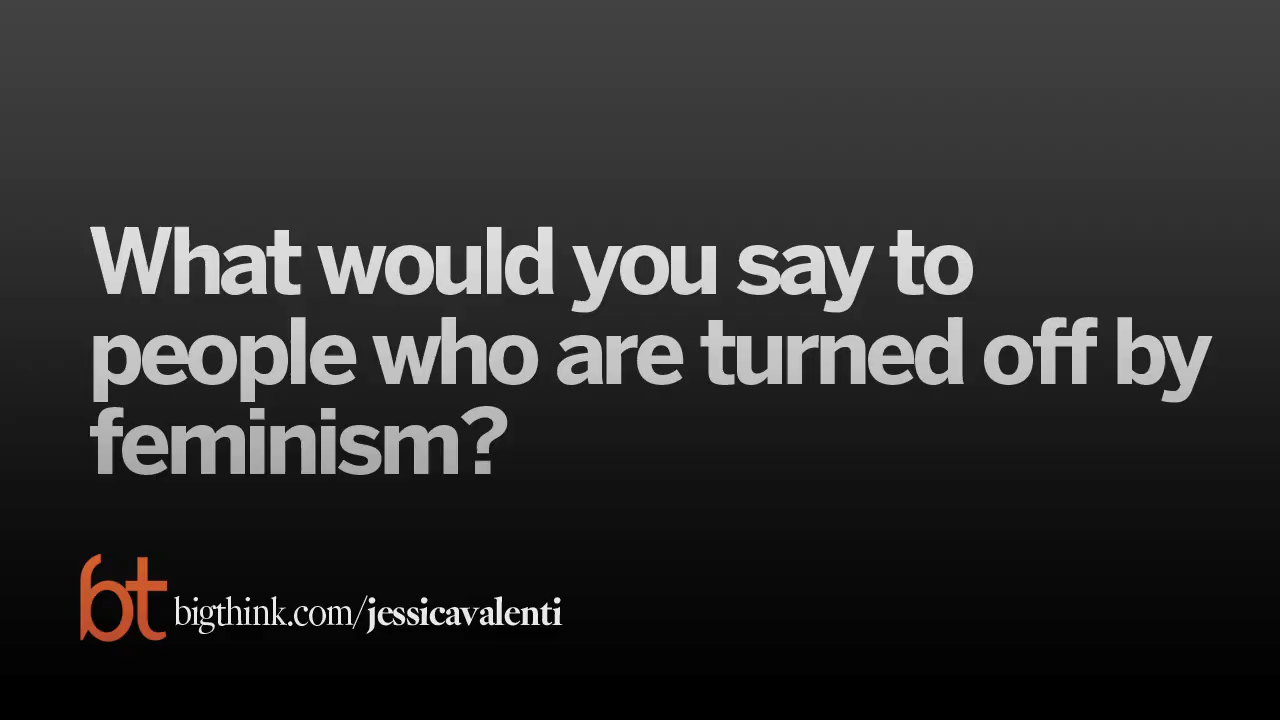 What would you say to
people who are turned off by
feminism?
bt bigthink.com/jessicavalenti